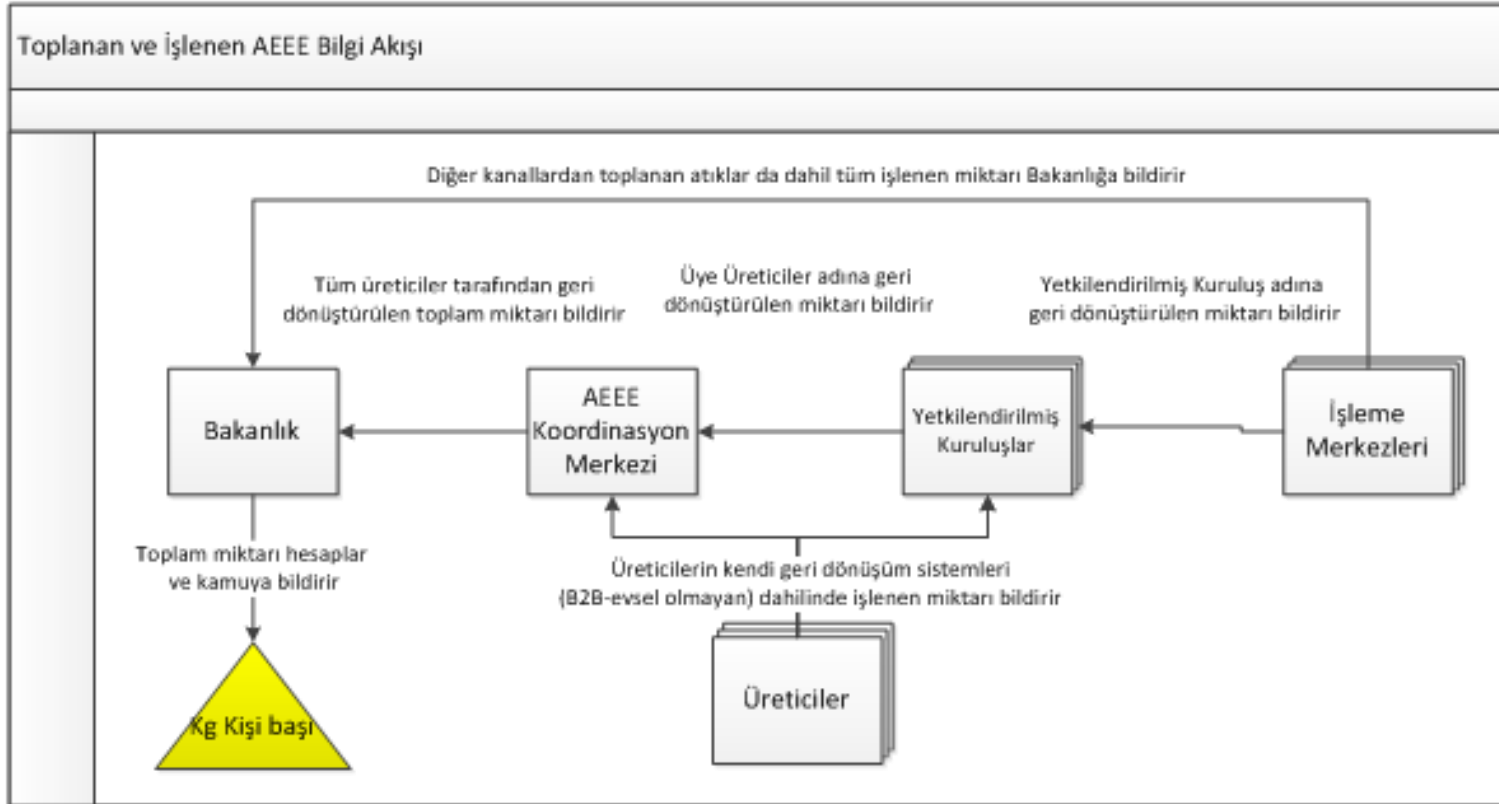 Toplanan ve İşlenen AEEE Bilgi Akışı
Diğer kanallardan toplanan atıklar da dahil tüm işlenen miktarı Bakanlığa bildirir
Tüm üreticiler tarafından geri
dönüştürülen toplam miktarı bildirir
Üye Üreticiler adına geri
dönüştürülen miktarı bildirir
Yetkilendirilmiş Kuruluş adına
geri dönüştürülen miktarı bildirir
Bakanlık
AEEE
Koordinasyon
Merkezi
Yetkilendirilmiş
Kuruluşlar
İşleme
Merkezleri
Toplam miktarı hesaplar
ve kamuya bildirir
Üreticilerin kendi geri dönüşüm sistemleri
(B2B-evsel olmayan) dahilinde işlenen miktarı bildirir
Kg Kişi başı
Üreticiler